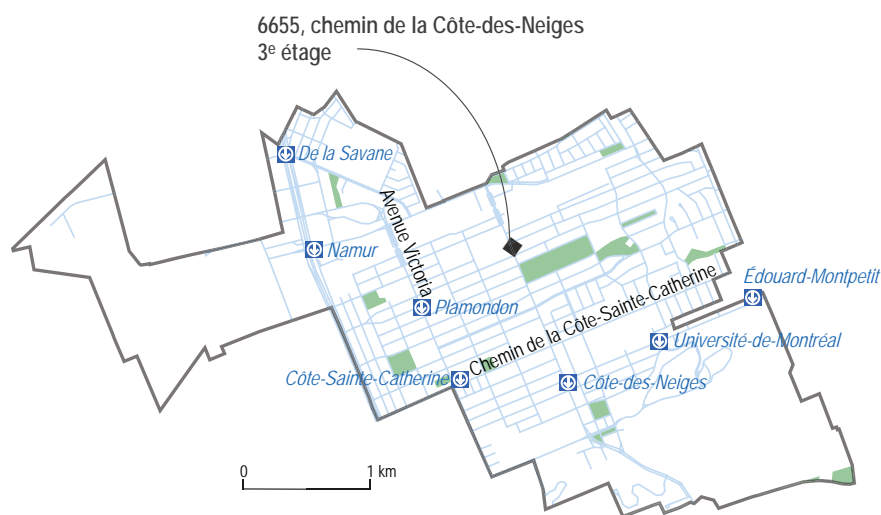 6655, chemin de la Côte-des-Neiges
3e étage
De la Savane
Avenue Victoria
Namur
Édouard-Montpetit
Plamondon
Chemin de la Côte-Sainte-Catherine
Université-de-Montréal
Côte-Sainte-Catherine
Côte-des-Neiges
0 1 km